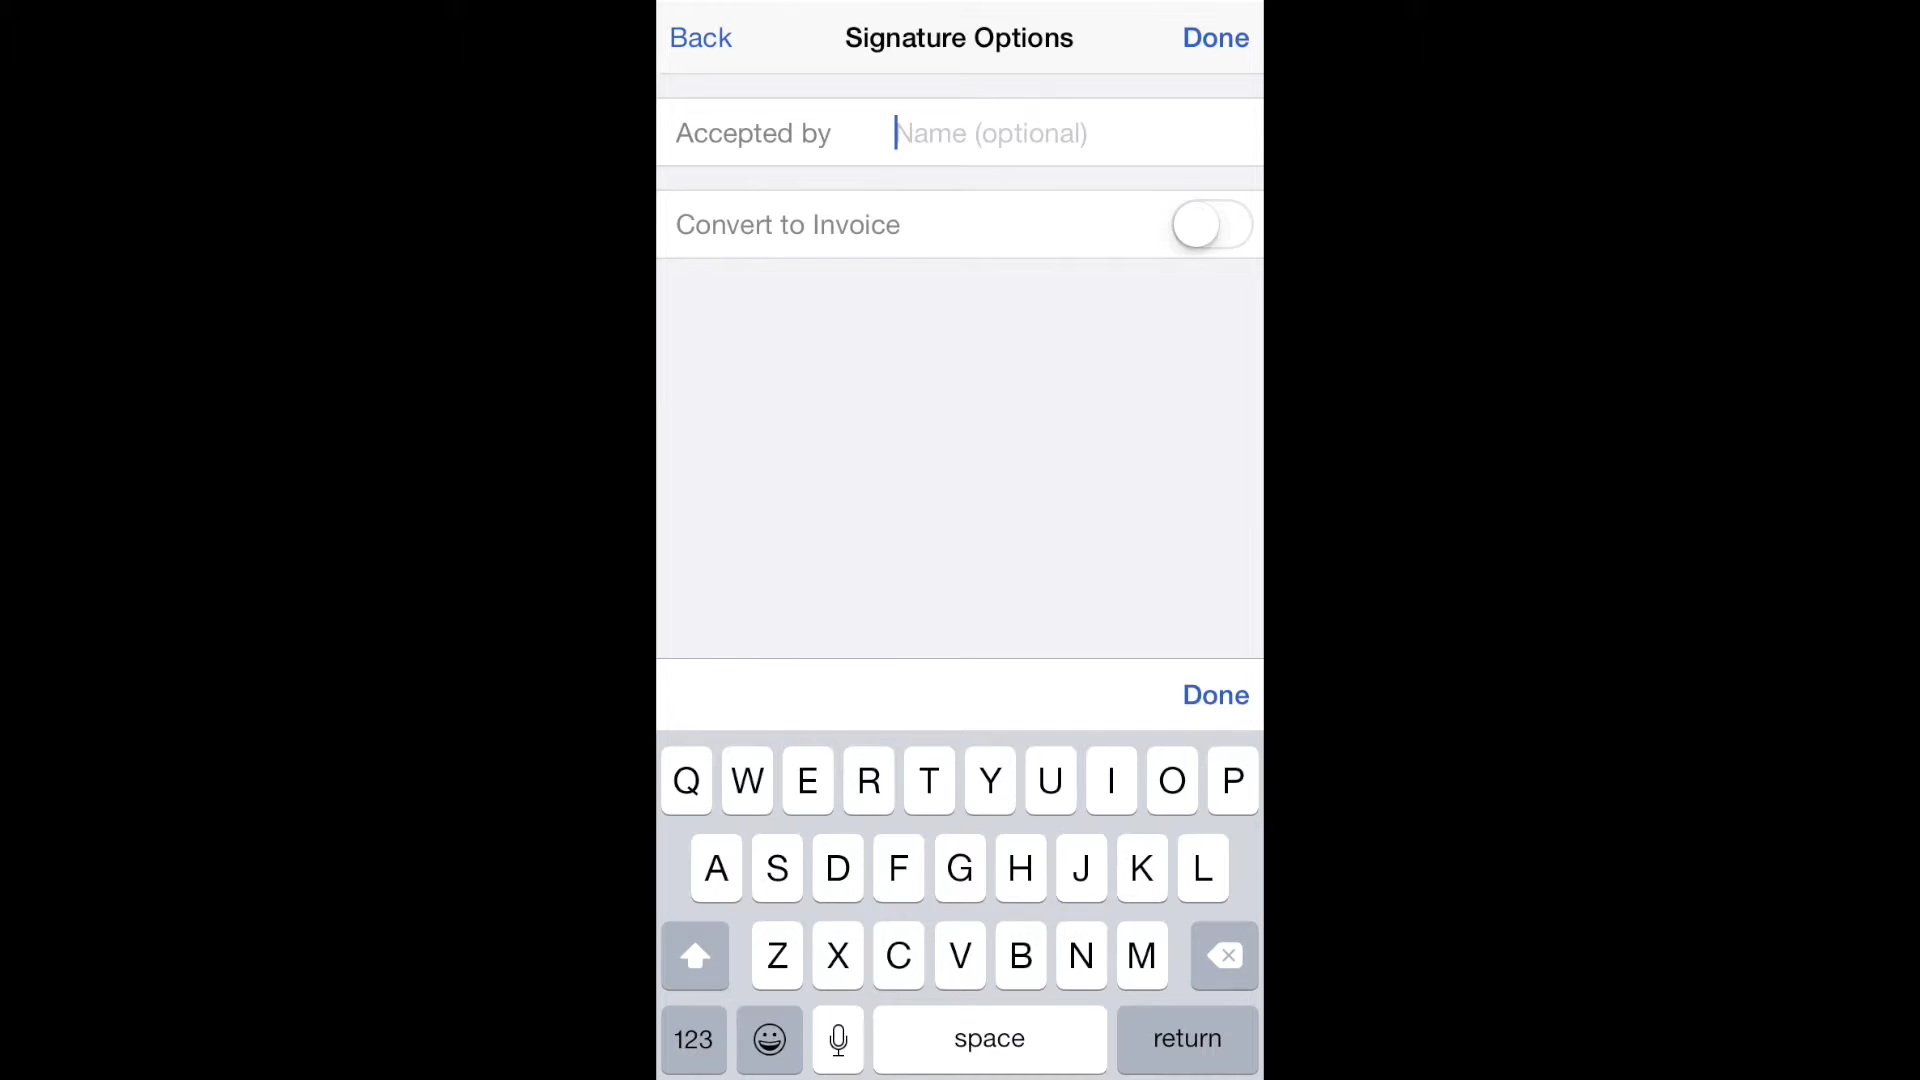 Back Signature Options Done
Accepted by Name (optional)
Convert to Invoice
Done
Q W E R T Y U I O P
A S D F G H J K L
Z X C V B N M
123 space return